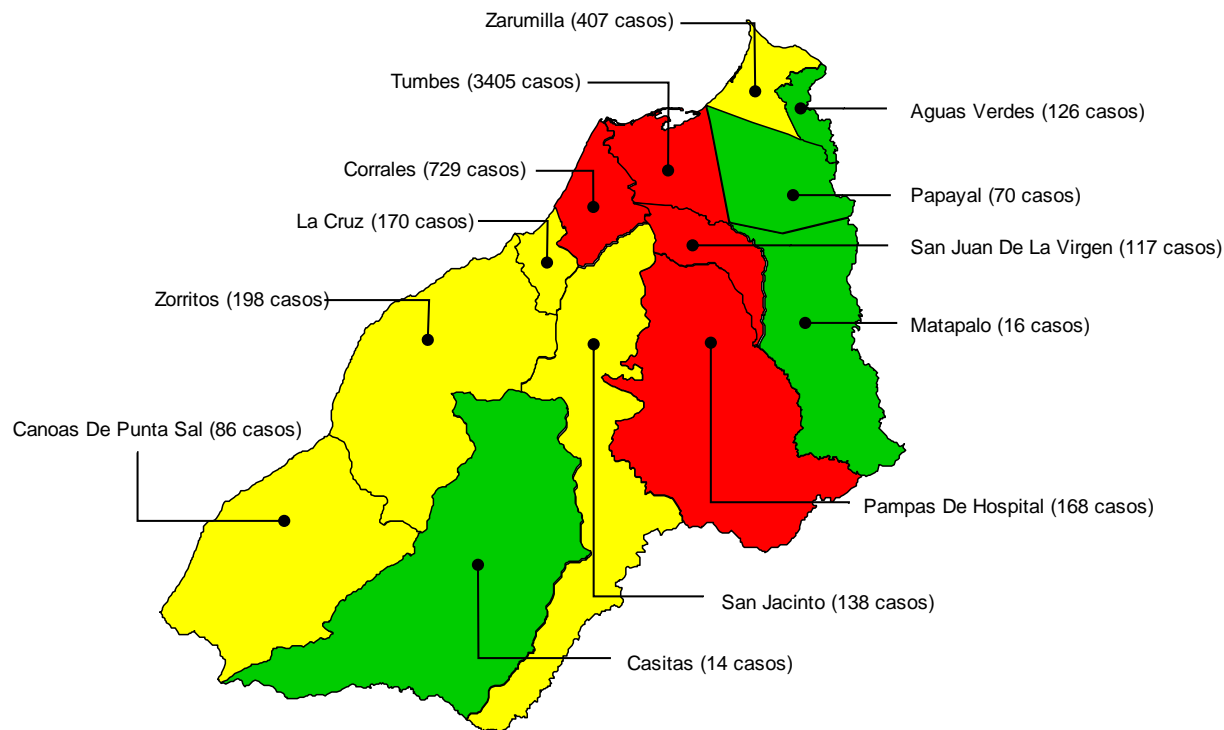 Zarumilla (407 casos)
Tumbes (3405 casos)
Aguas Verdes (126 casos)
Corrales (729 casos)
Papayal (70 casos)
La Cruz (170 casos)
San Juan De La Virgen (117 casos)
Zorritos (198 casos)
Matapalo (16 casos)
Canoas De Punta Sal (86 casos)
Pampas De Hospital (168 casos)
San Jacinto (138 casos)
Casitas (14 casos)